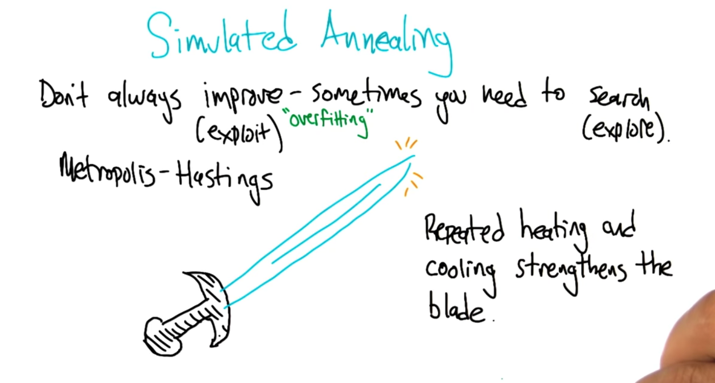 Simulated Annealing
Don't always improve - sometimes you need to search
(exploit) "overfitting" (explore).
Metropolis-Hastings
Repeated heating and
cooling strengthens the
blade.